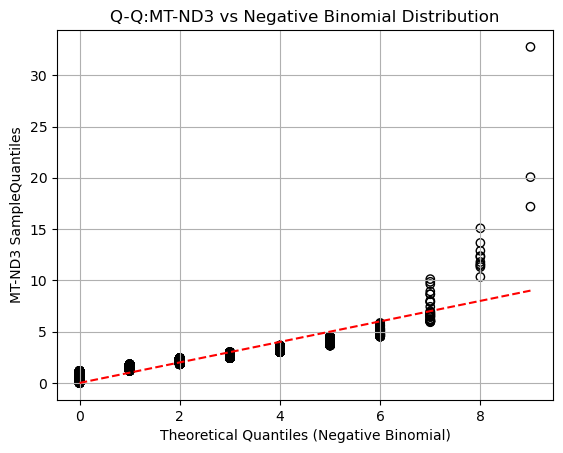 Q-Q:MT-ND3 vs Negative Binomial Distribution
MT-ND3 SampleQuantiles
30
25
20
15
10
5
0
0 2 4 6 8
Theoretical Quantiles (Negative Binomial)